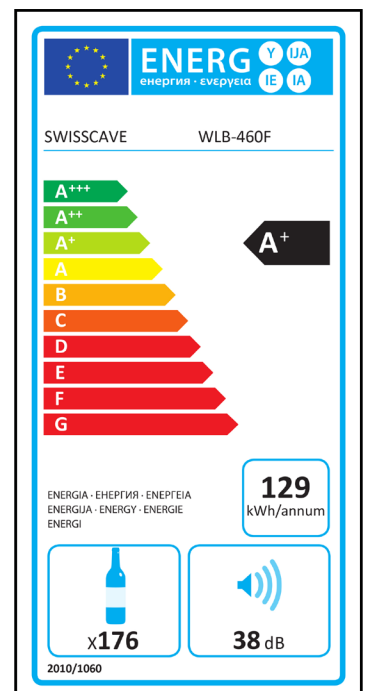 ENERG
енергия · ενεργεια
Y
IJA
IE
IA
SWISSCAVE WLB-460F
A+++
A++
A+
A
B
C
D
E
F
G
A+
ENERGIA · ЕНЕРГИЯ · ΕΝΕΡΓΕΙΑ
ENERGIJA · ENERGY · ENERGIE
ENERGI
129
kWh/annum
X176
38 dB
2010/1060